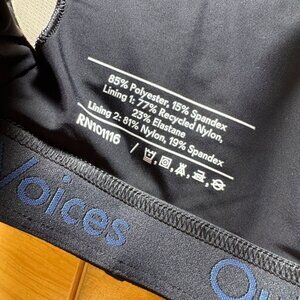 85% Polyester, 15% Spandex
Lining 1: 77% Recycled Nylon,
23% Elastane
Lining 2: 81% Nylon, 19% Spandex
RN101116 /
Voices
Ou